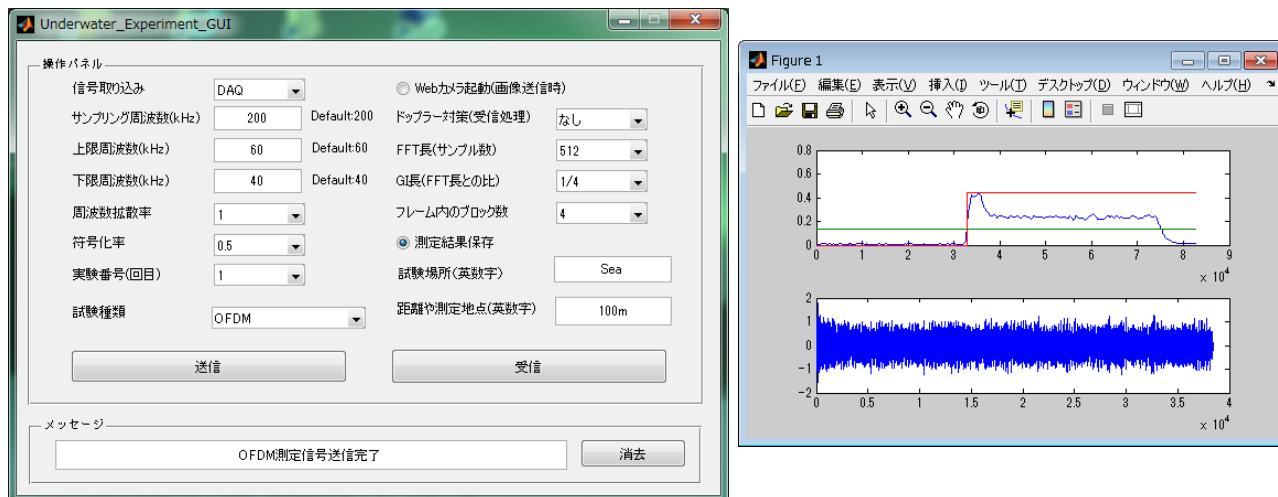 Underwater_Experiment_GUI
操作パネル
信号取り込み DAQ
サンプリング周波数(kHz) 200 Default:200
上限周波数(kHz) 60 Default:60
下限周波数(kHz) 40 Default:40
周波数拡散率 1
符号化率 0.5
実験番号(回目) 1
試験種類 OFDM
Webカメラ起動(画像送信時)
ドップラー対策(受信処理) なし
FFT長(サンプル数) 512
GI長(FFT長との比) 1/4
フレーム内のブロック数 4
測定結果保存
試験場所(英数字) Sea
距離や測定地点(英数字) 100m
送信 受信
メッセージ
OFDM測定信号送信完了 消去
Figure 1
ファイル(F) 編集(E) 表示(V) 挿入(I) ツール(T) デスクトップ(D) ウィンドウ(W) ヘルプ(H)
0.8
0.6
0.4
0.2
0
0 1 2 3 4 5 6 7 8 9
× 10^4
2
1
0
-1
-2
0 0.5 1 1.5 2 2.5 3 3.5 4
× 10^4